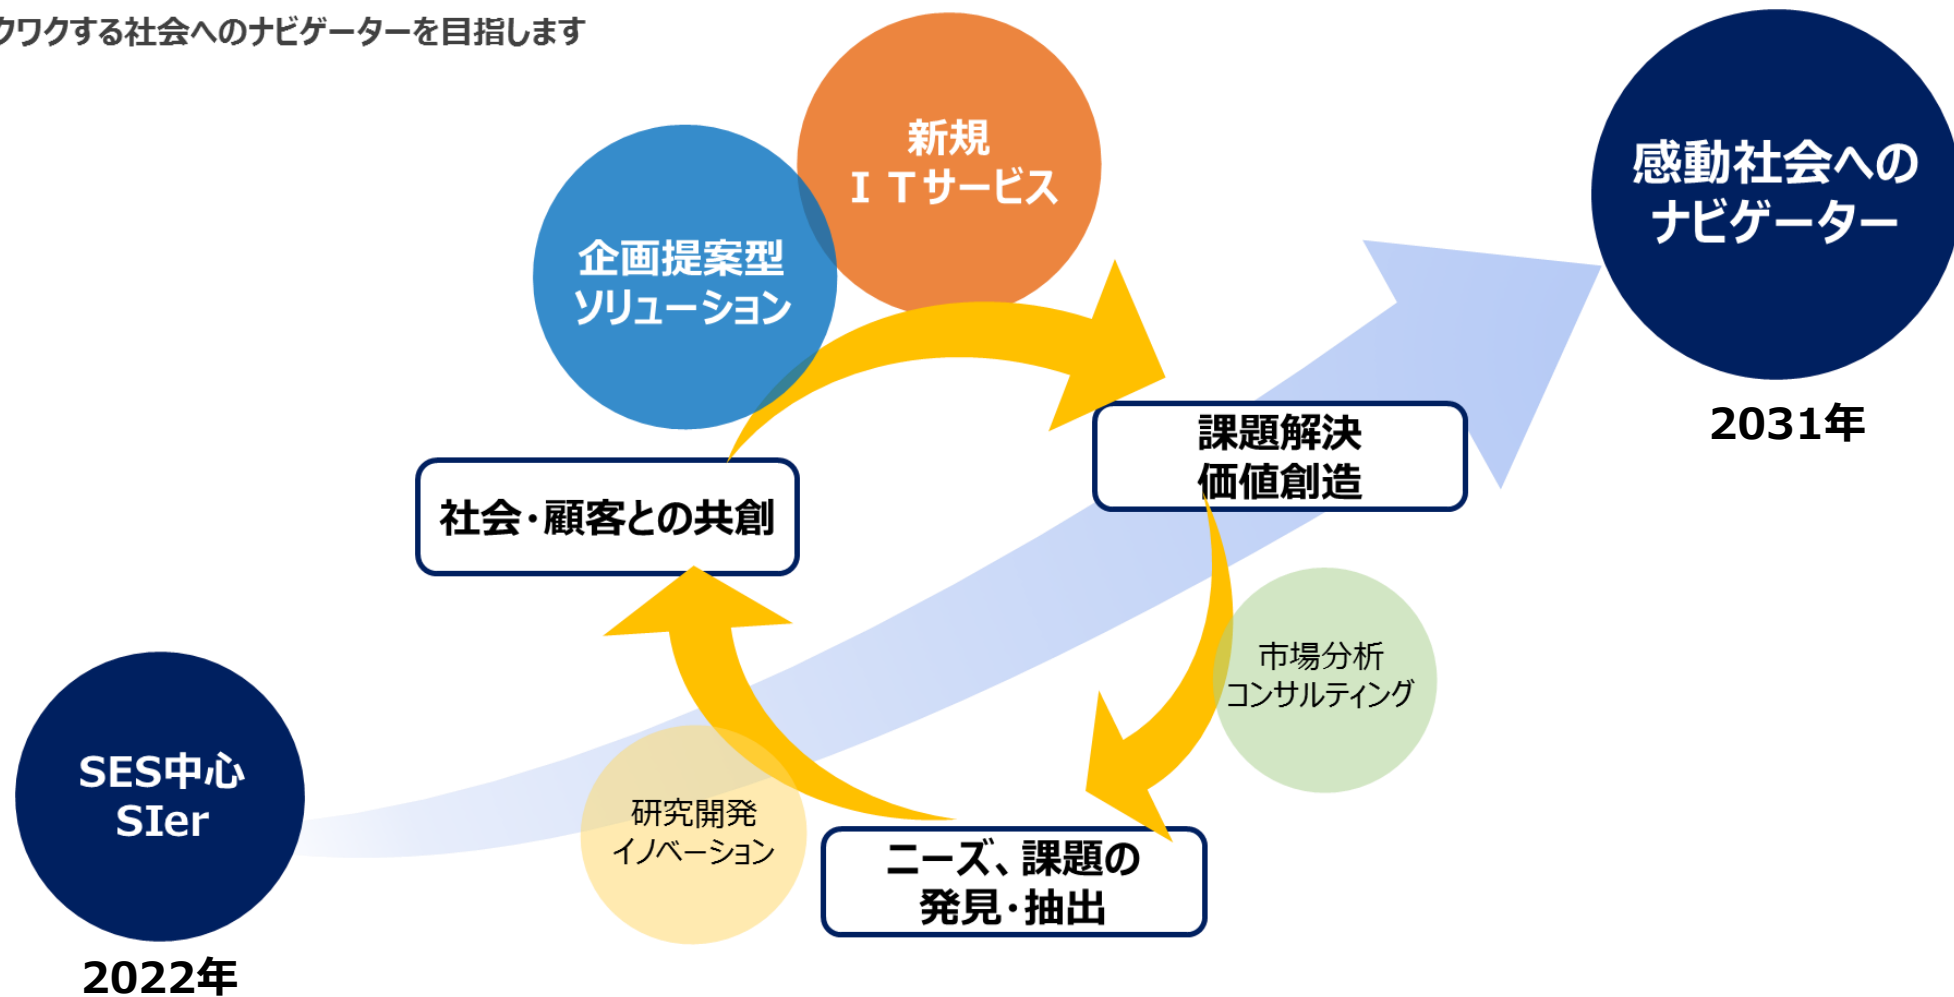 クワクする社会へのナビゲーターを目指します
新規
ＩＴサービス
企画提案型
ソリューション
感動社会への
ナビゲーター
2031年
課題解決
価値創造
社会・顧客との共創
市場分析
コンサルティング
SES中心
SIer
2022年
研究開発
イノベーション
ニーズ、課題の
発見・抽出